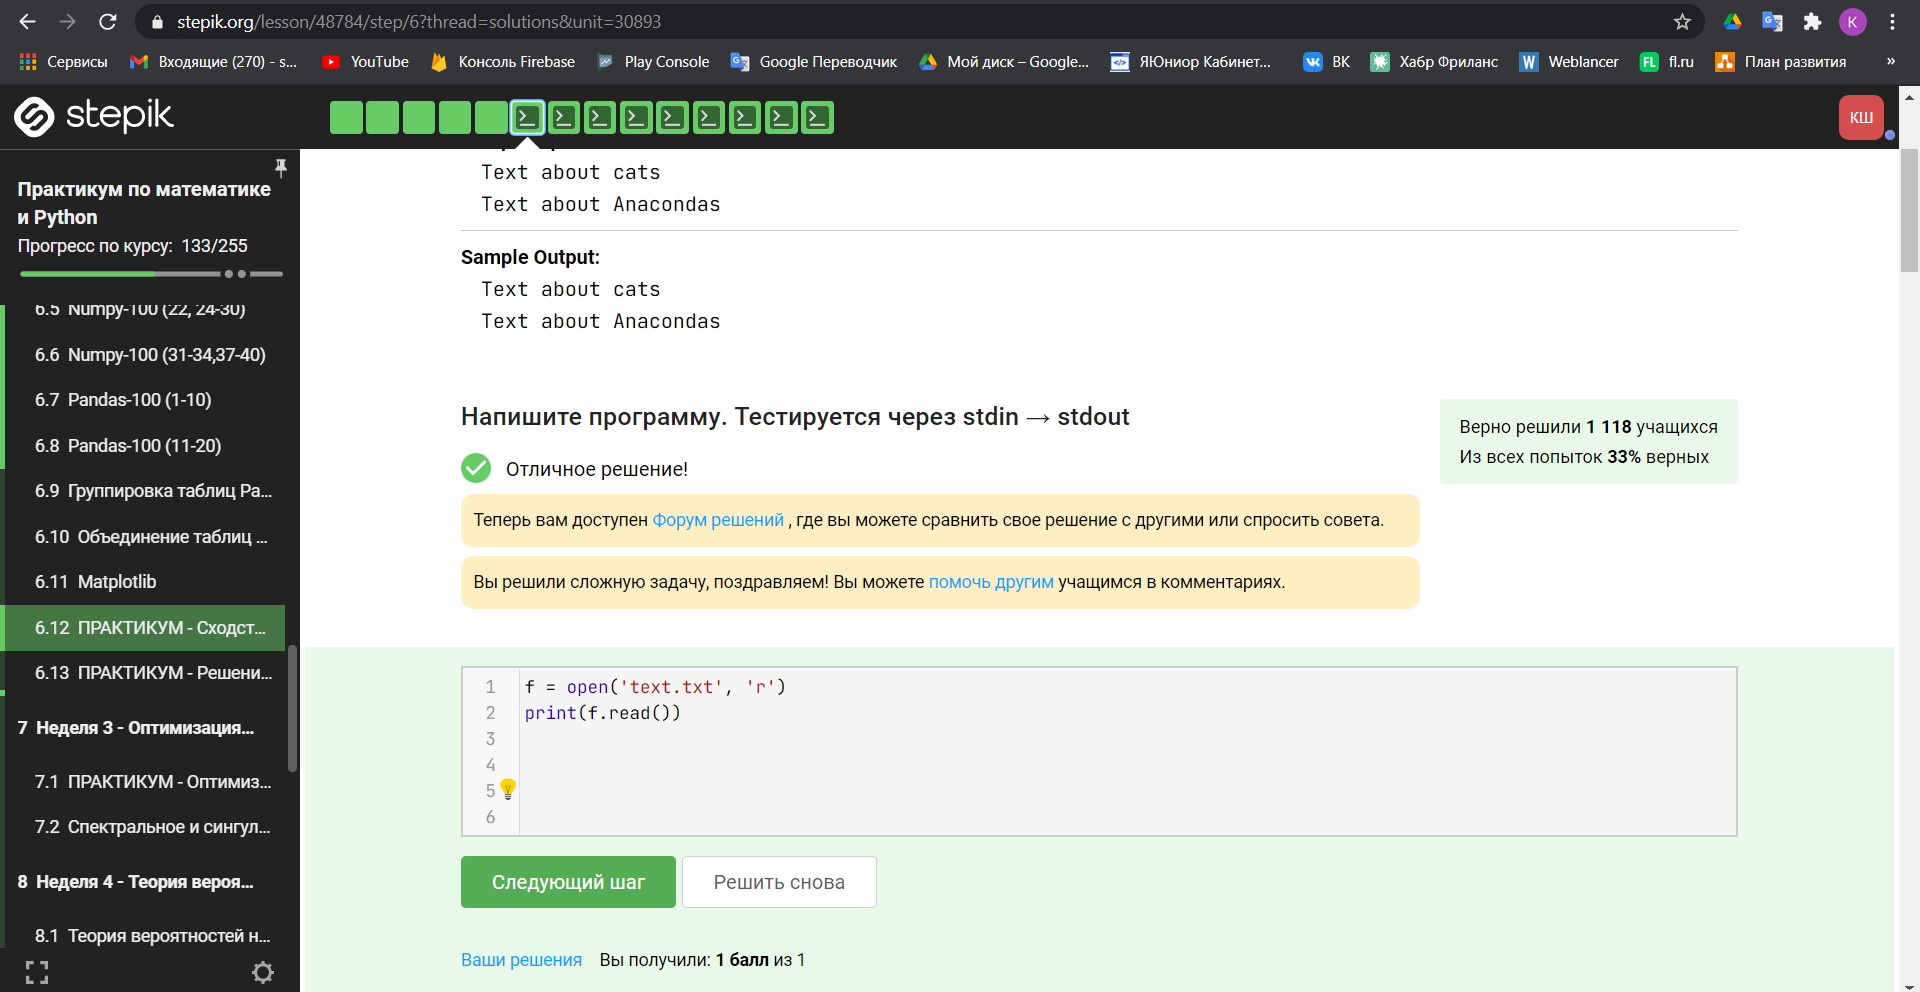 stepik.org/lesson/48784/step/6?thread=solutions&unit=30893
K
Сервисы
Входящие (270) - s...
YouTube
Консоль Firebase
Play Console
Google Переводчик
Мой диск – Google...
ЯЮниор Кабинет...
ВК
Хабр Фриланс
W
Weblancer
FL
fl.ru
План развития
»
stepik
КШ
Практикум по математике
и Python
Прогресс по курсу: 133/255
6.5 Numpy-100 (22, 24-30)
6.6 Numpy-100 (31-34,37-40)
6.7 Pandas-100 (1-10)
6.8 Pandas-100 (11-20)
6.9 Группировка таблиц Pa...
6.10 Объединение таблиц ...
6.11 Matplotlib
6.12 ПРАКТИКУМ - Сходст...
6.13 ПРАКТИКУМ - Решени...
7 Неделя 3 - Оптимизация...
7.1 ПРАКТИКУМ - Оптимиз...
7.2 Спектральное и сингул...
8 Неделя 4 - Теория вероя...
8.1 Теория вероятностей н...
Text about cats
Text about Anacondas
Sample Output:
Text about cats
Text about Anacondas
Напишите программу. Тестируется через stdin → stdout
Верно решили 1 118 учащихся
Из всех попыток 33% верных
Отличное решение!
Теперь вам доступен Форум решений , где вы можете сравнить свое решение с другими или спросить совета.
Вы решили сложную задачу, поздравляем! Вы можете помочь другим учащимся в комментариях.
1 f = open('text.txt', 'r')
2 print(f.read())
3
4
5
6
Следующий шаг
Решить снова
Ваши решения Вы получили: 1 балл из 1